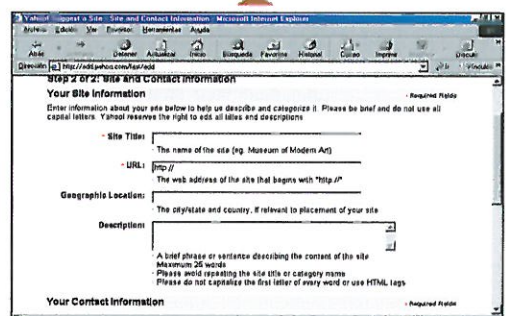 Yahoo! Suggest a Site - Site and Contact Information - Microsoft Internet Explorer
Archivo Edición Ver Favoritos Herramientas Ayuda
Atrás Detener Actualizar Inicio Búsqueda Favoritos Historial Correo Imprimir Discutir
Dirección http://add.yahoo.com/fast/add Vínculos
Step 2 of 2: Site and Contact Information
Your Site Information - Required Fields
Enter information about your site below to help us describe and categorize it. Please be brief and do not use all
capital letters. Yahoo! reserves the right to edit all titles and descriptions
- Site Title:
- The name of the site (eg. Museum of Modern Art)
- URL: http://
- The web address of the site that begins with "http://"
Geographic Location:
- The city/state and country, if relevant to placement of your site
Description:
- A brief phrase or sentence describing the content of the site
Maximum 25 words
- Please avoid repeating the site title or category name
- Please do not capitalize the first letter of every word or use HTML tags
Your Contact Information - Required Fields